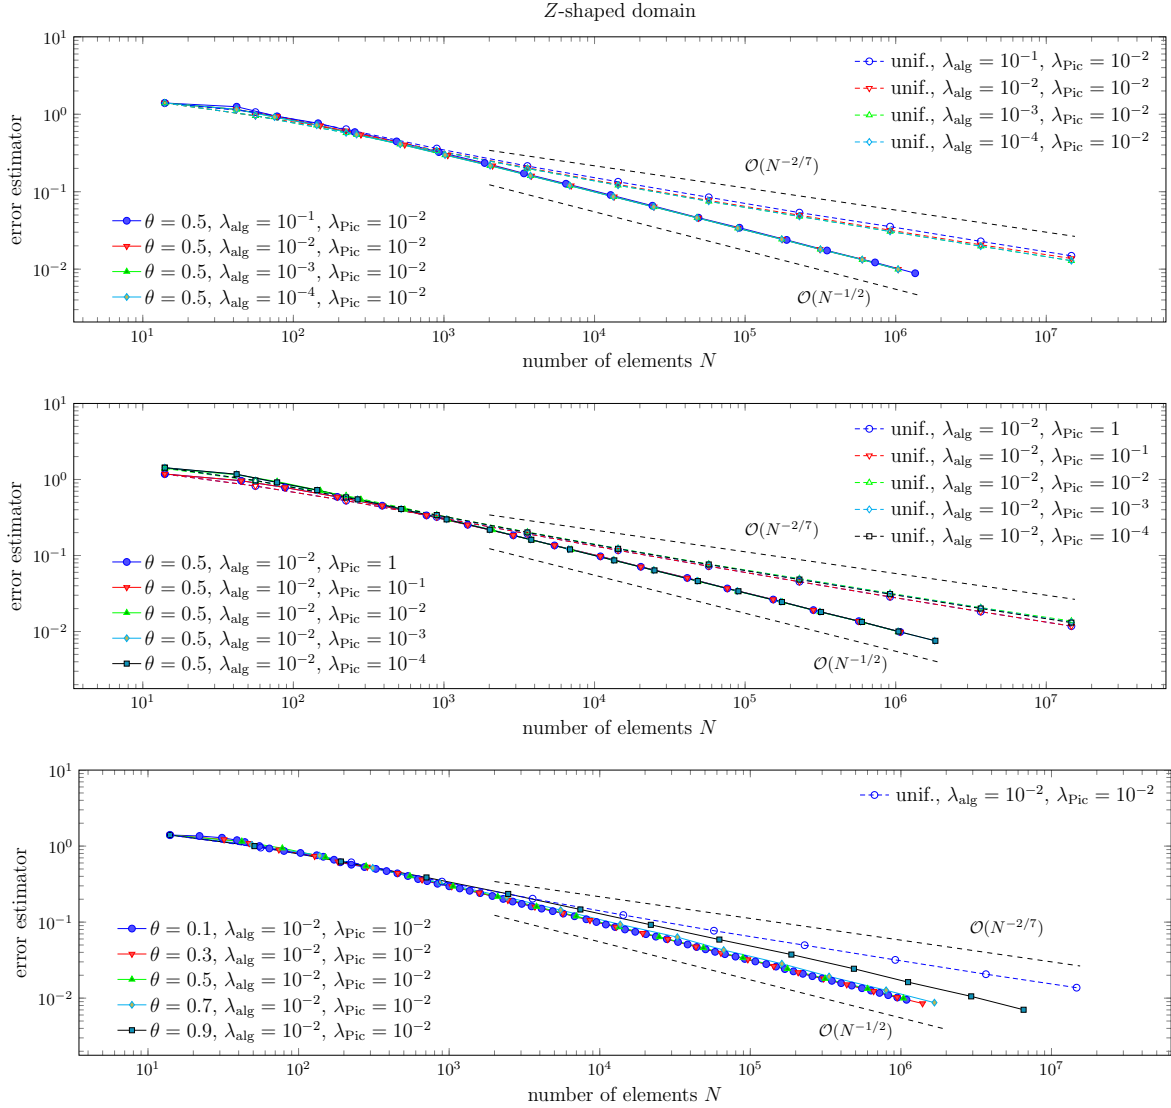 Z-shaped domain
error estimator
10^1
10^0
10^{-1}
10^{-2}
unif., λ_alg = 10^{-1}, λ_Pic = 10^{-2}
unif., λ_alg = 10^{-2}, λ_Pic = 10^{-2}
unif., λ_alg = 10^{-3}, λ_Pic = 10^{-2}
unif., λ_alg = 10^{-4}, λ_Pic = 10^{-2}
O(N^{-2/7})
θ = 0.5, λ_alg = 10^{-1}, λ_Pic = 10^{-2}
θ = 0.5, λ_alg = 10^{-2}, λ_Pic = 10^{-2}
θ = 0.5, λ_alg = 10^{-3}, λ_Pic = 10^{-2}
θ = 0.5, λ_alg = 10^{-4}, λ_Pic = 10^{-2}
O(N^{-1/2})
10^1 10^2 10^3 10^4 10^5 10^6 10^7
number of elements N
error estimator
10^1
10^0
10^{-1}
10^{-2}
unif., λ_alg = 10^{-2}, λ_Pic = 1
unif., λ_alg = 10^{-2}, λ_Pic = 10^{-1}
unif., λ_alg = 10^{-2}, λ_Pic = 10^{-2}
unif., λ_alg = 10^{-2}, λ_Pic = 10^{-3}
unif., λ_alg = 10^{-2}, λ_Pic = 10^{-4}
O(N^{-2/7})
θ = 0.5, λ_alg = 10^{-2}, λ_Pic = 1
θ = 0.5, λ_alg = 10^{-2}, λ_Pic = 10^{-1}
θ = 0.5, λ_alg = 10^{-2}, λ_Pic = 10^{-2}
θ = 0.5, λ_alg = 10^{-2}, λ_Pic = 10^{-3}
θ = 0.5, λ_alg = 10^{-2}, λ_Pic = 10^{-4}
O(N^{-1/2})
10^1 10^2 10^3 10^4 10^5 10^6 10^7
number of elements N
error estimator
10^1
10^0
10^{-1}
10^{-2}
unif., λ_alg = 10^{-2}, λ_Pic = 10^{-2}
O(N^{-2/7})
θ = 0.1, λ_alg = 10^{-2}, λ_Pic = 10^{-2}
θ = 0.3, λ_alg = 10^{-2}, λ_Pic = 10^{-2}
θ = 0.5, λ_alg = 10^{-2}, λ_Pic = 10^{-2}
θ = 0.7, λ_alg = 10^{-2}, λ_Pic = 10^{-2}
θ = 0.9, λ_alg = 10^{-2}, λ_Pic = 10^{-2}
O(N^{-1/2})
10^1 10^2 10^3 10^4 10^5 10^6 10^7
number of elements N